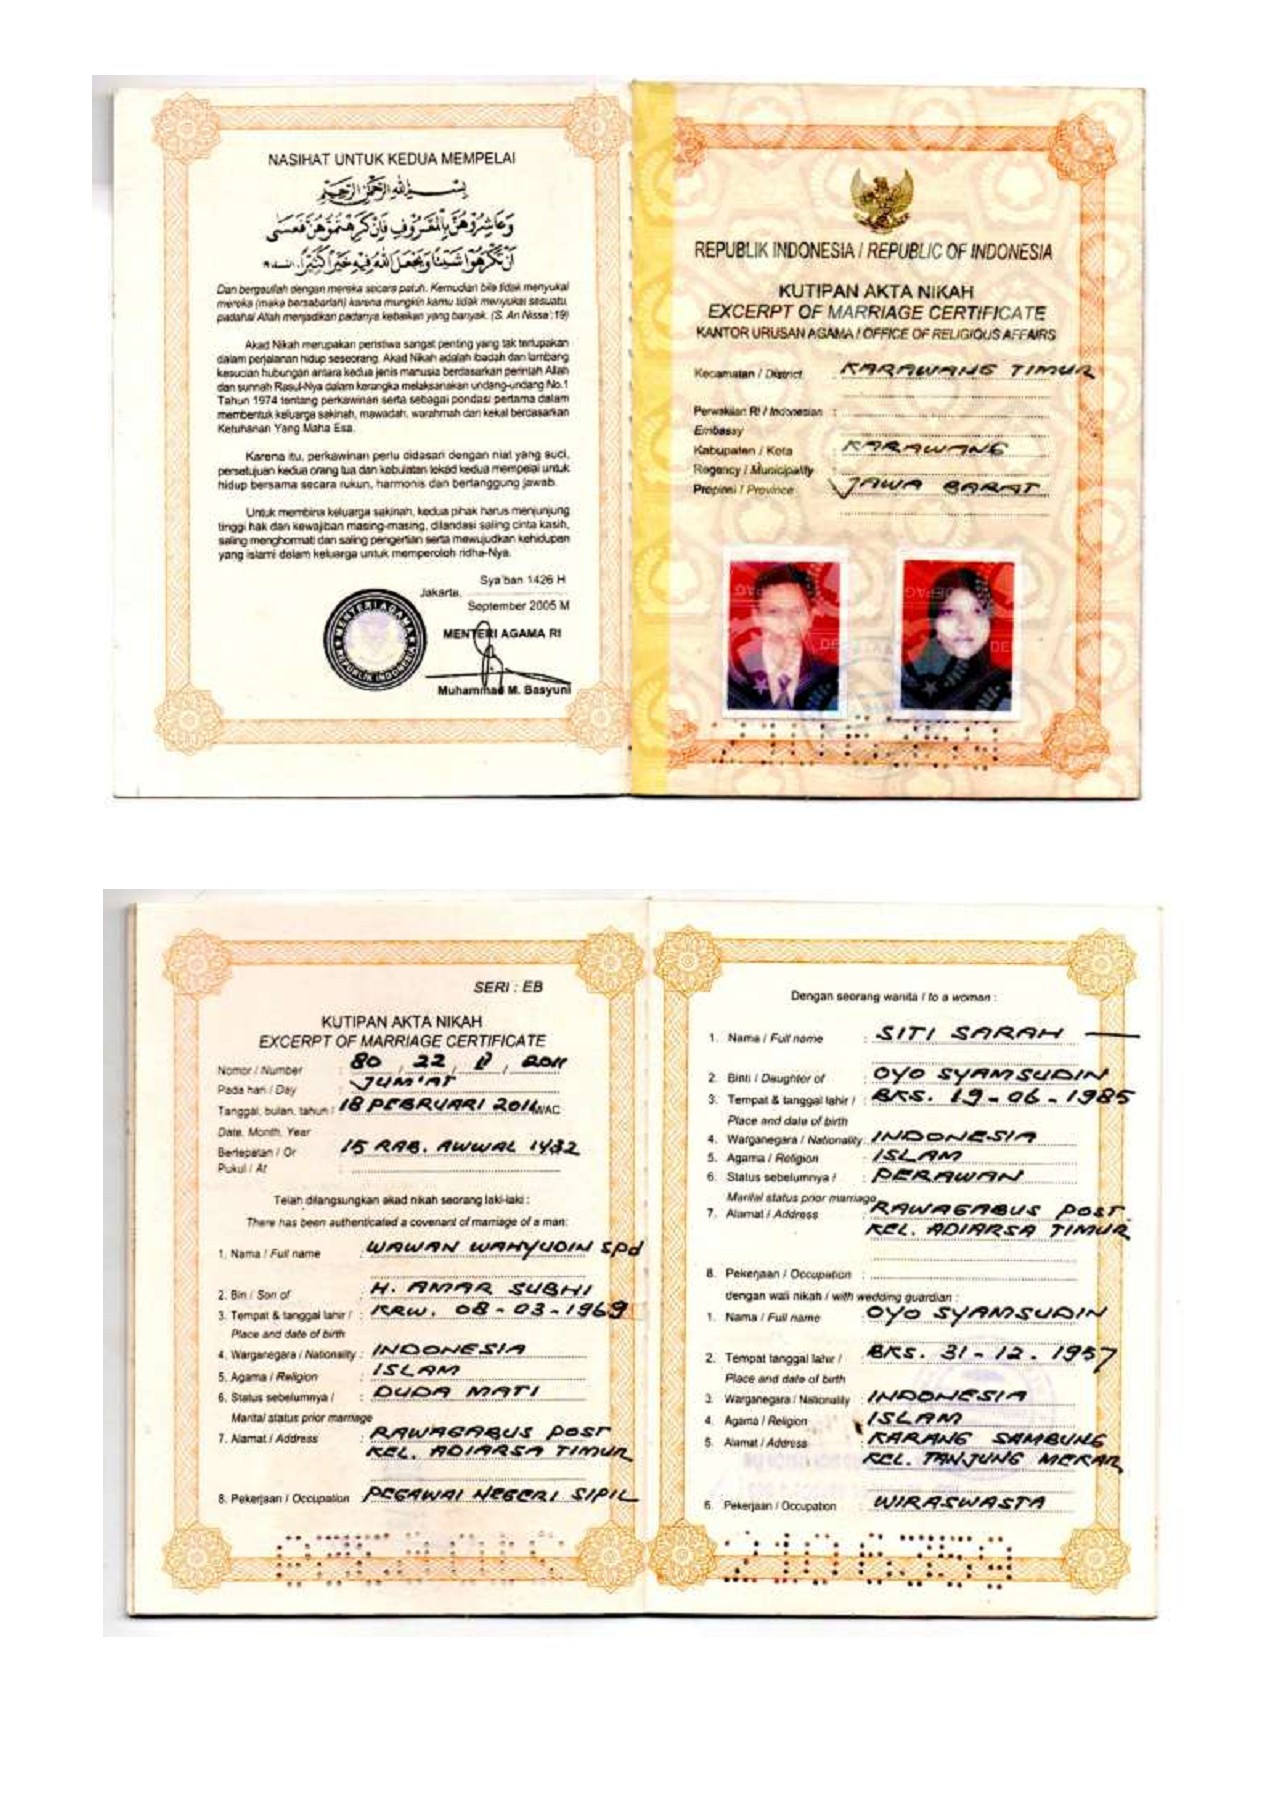 NASIHAT UNTUK KEDUA MEMPELAI
بِسْــمِ اللهِ الرَّحْمٰنِ الرَّحِيْمِ
وَعَاشِرُوْهُنَّ بِالْمَعْرُوْفِ فَاِنْ كَرِهْتُمُوْهُنَّ فَعَسٰى
اَنْ تَكْرَهُوْا شَيْئًا وَيَجْعَلَ اللهُ فِيْهِ خَيْرًا كَثِيْرًا.
Dan bergaullah dengan mereka secara patuh. Kemudian bila tidak menyukai
mereka (maka bersabarlah) karena mungkin kamu tidak menyukai sesuatu,
padahal Allah menjadikan padanya kebaikan yang banyak. (S. An Nissa':19)
Akad Nikah merupakan peristiwa sangat penting yang tak terlupakan
dalam perjalanan hidup seseorang. Akad Nikah adalah ibadah dan lambang
kesucian hubungan antara kedua jenis manusia berdasarkan perintah Allah
dan sunnah Rasul-Nya dalam kerangka melaksanakan undang-undang No.1
Tahun 1974 tentang perkawinan serta sebagai pondasi pertama dalam
membentuk keluarga sakinah, mawadah, warahmah dan kekal berdasarkan
Ketuhanan Yang Maha Esa.
Karena itu, perkawinan perlu didasari dengan niat yang suci,
persetujuan kedua orang tua dan kebulatan tekad kedua mempelai untuk
hidup bersama secara rukun, harmonis dan bertanggung jawab.
Untuk membina keluarga sakinah, kedua pihak harus menjunjung
tinggi hak dan kewajiban masing-masing, dilandasi saling cinta kasih,
saling menghormati dan saling pengertian serta mewujudkan kehidupan
yang islami dalam keluarga untuk memperoleh ridha-Nya.
Sya'ban 1426 H
Jakarta,
September 2005 M
MENTERI AGAMA RI
MENTERI AGAMA
REPUBLIK INDONESIA
Muhammad M. Basyuni
REPUBLIK INDONESIA / REPUBLIC OF INDONESIA
KUTIPAN AKTA NIKAH
EXCERPT OF MARRIAGE CERTIFICATE
KANTOR URUSAN AGAMA / OFFICE OF RELIGIOUS AFFAIRS
Kecamatan / District : KARAWANG TIMUR
Perwakilan RI / Indonesian :
Embassy
Kabupaten / Kota : KARAWANG
Regency / Municipality
Propinsi / Province : JAWA BARAT
SERI : EB
KUTIPAN AKTA NIKAH
EXCERPT OF MARRIAGE CERTIFICATE
Nomor / Number : 80 / 22 / II / 2011
Pada hari / Day : JUM'AT
Tanggal, bulan, tahun : 18 PEBRUARI 2011 M/AC
Date, Month, Year
Bertepatan / Or 15 RAB. AWWAL 1432
Pukul / At :
Telah dilangsungkan akad nikah seorang laki-laki :
There has been authenticated a covenant of marriage of a man:
1. Nama / Full name : WAWAN WAHYUDIN Spd
2. Bin / Son of : H. AMAR SUBHI
3. Tempat & tanggal lahir / : KRW. 08-03-1969
Place and date of birth
4. Warganegara / Nationality : INDONESIA
5. Agama / Religion : ISLAM
6. Status sebelumnya / : DUDA MATI
Marital status prior marriage
7. Alamat / Address : RAWAGABUS POST
KEL. ADIARSA TIMUR
8. Pekerjaan / Occupation : PEGAWAI NEGERI SIPIL
Dengan seorang wanita / to a woman :
1. Nama / Full name : SITI SARAH
2. Binti / Daughter of : OYO SYAMSUDIN
3. Tempat & tanggal lahir / : BKS. 19-06-1985
Place and date of birth
4. Warganegara / Nationality : INDONESIA
5. Agama / Religion : ISLAM
6. Status sebelumnya / : PERAWAN
Marital status prior marriage
7. Alamat / Address : RAWAGABUS POST.
KEL. ADIARSA TIMUR
8. Pekerjaan / Occupation :
dengan wali nikah / with wedding guardian :
1. Nama / Full name : OYO SYAMSUDIN
2. Tempat tanggal lahir / : BKS. 31-12.1957
Place and date of birth
3. Warganegara / Nationality : INDONESIA
4. Agama / Religion : ISLAM
5. Alamat / Address : KARANG SAMBUNG
KEL. TANJUNG MEKAR
6. Pekerjaan / Occupation : WIRASWASTA